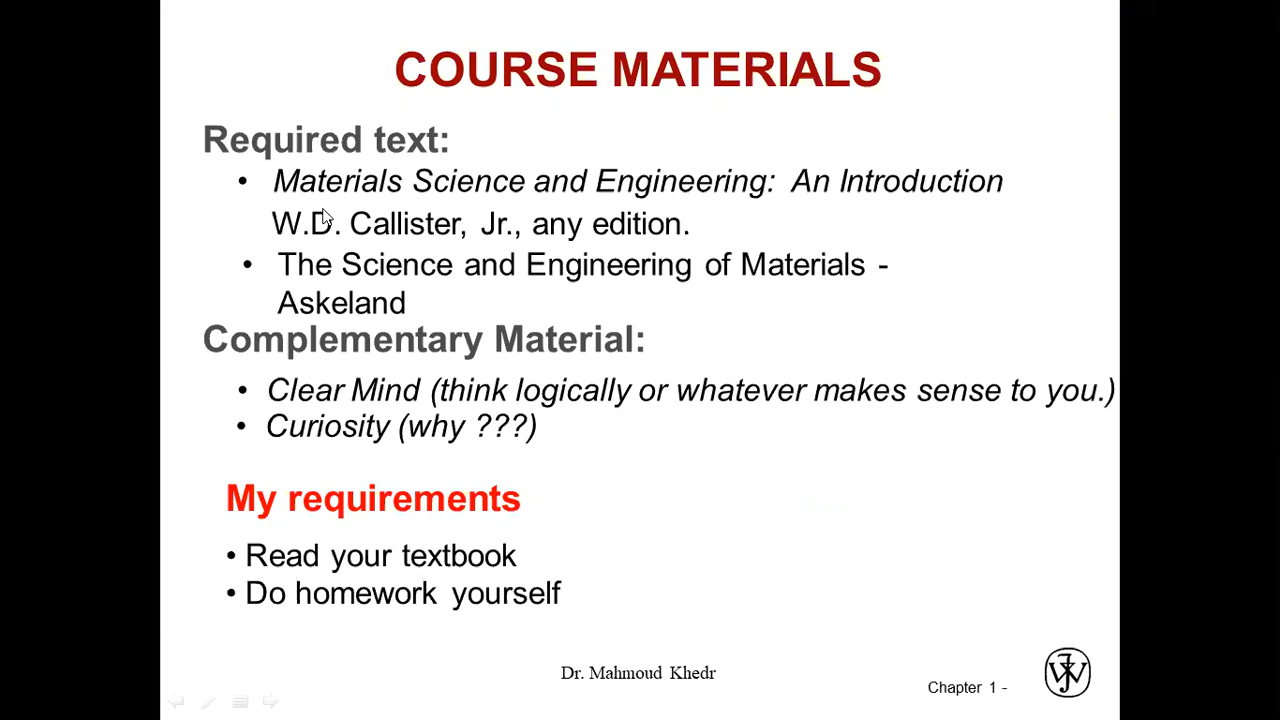 COURSE MATERIALS
Required text:
• Materials Science and Engineering: An Introduction
W.D. Callister, Jr., any edition.
• The Science and Engineering of Materials -
Askeland
Complementary Material:
• Clear Mind (think logically or whatever makes sense to you.)
• Curiosity (why ???)
My requirements
• Read your textbook
• Do homework yourself
Dr. Mahmoud Khedr
Chapter 1 -